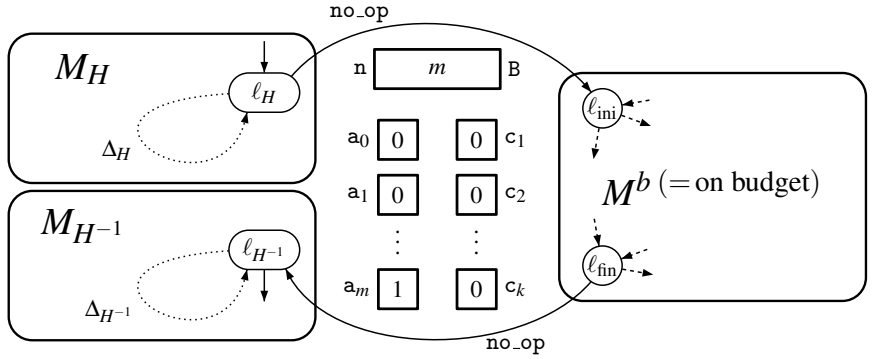 no_op
M_H
ℓ_H
Δ_H
n m B
a_0 0 0 c_1
a_1 0 0 c_2
⋮ ⋮
a_m 1 0 c_k
ℓ_ini
M^b (= on budget)
ℓ_fin
M_{H^{-1}}
ℓ_{H^{-1}}
Δ_{H^{-1}}
no_op